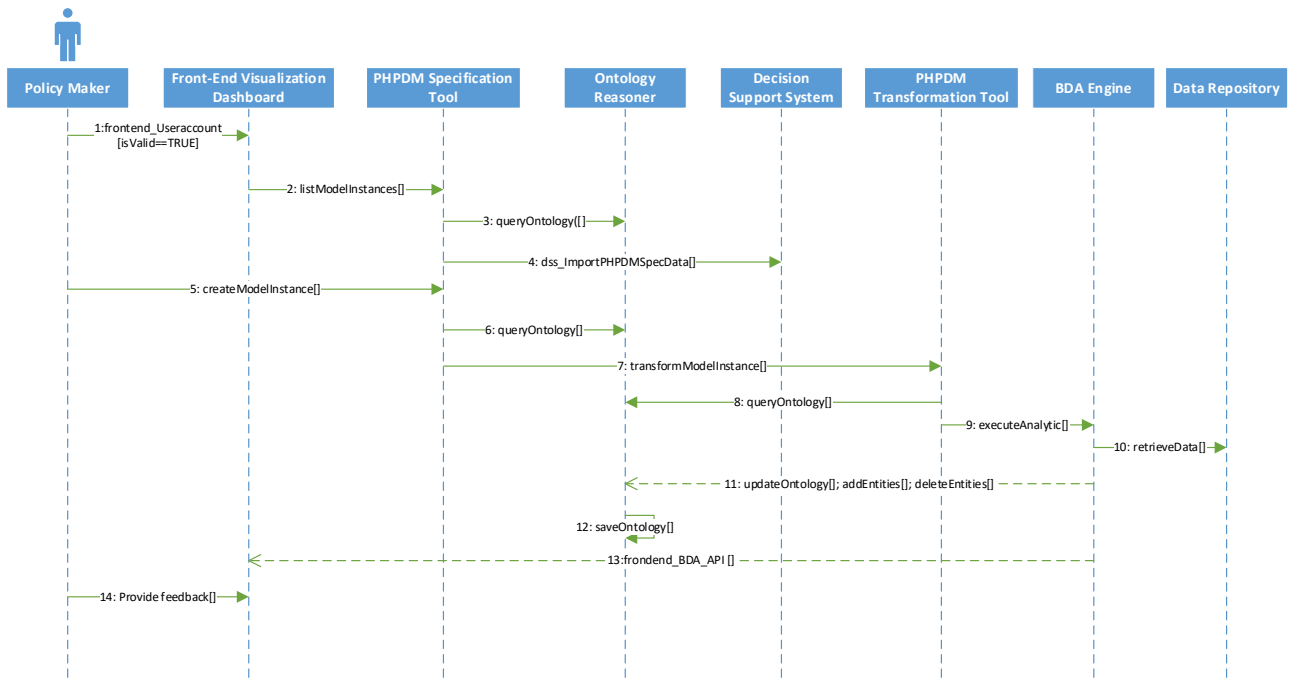 Policy Maker
Front-End Visualization
Dashboard
PHPDM Specification
Tool
Ontology
Reasoner
Decision
Support System
PHPDM
Transformation Tool
BDA Engine
Data Repository
1:frontend_Useraccount
[isValid==TRUE]
2: listModelInstances[]
3: queryOntology([]
4: dss_ImportPHPDMSpecData[]
5: createModelInstance[]
6: queryOntology[]
7: transformModelInstance[]
8: queryOntology[]
9: executeAnalytic[]
10: retrieveData[]
11: updateOntology[]; addEntities[]; deleteEntities[]
12: saveOntology[]
13:frondend_BDA_API []
14: Provide feedback[]